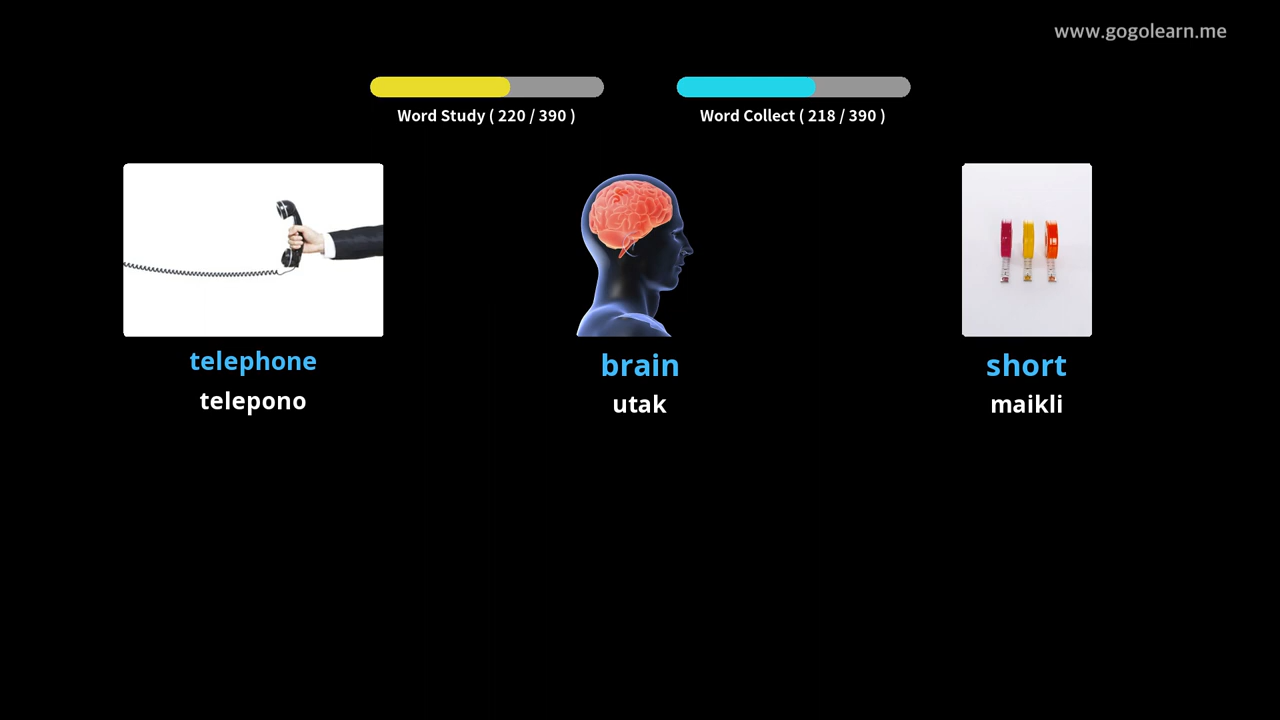 www.gogolearn.me
Word Study ( 220 / 390 )
Word Collect ( 218 / 390 )
telephone
telepono
brain
utak
short
maikli